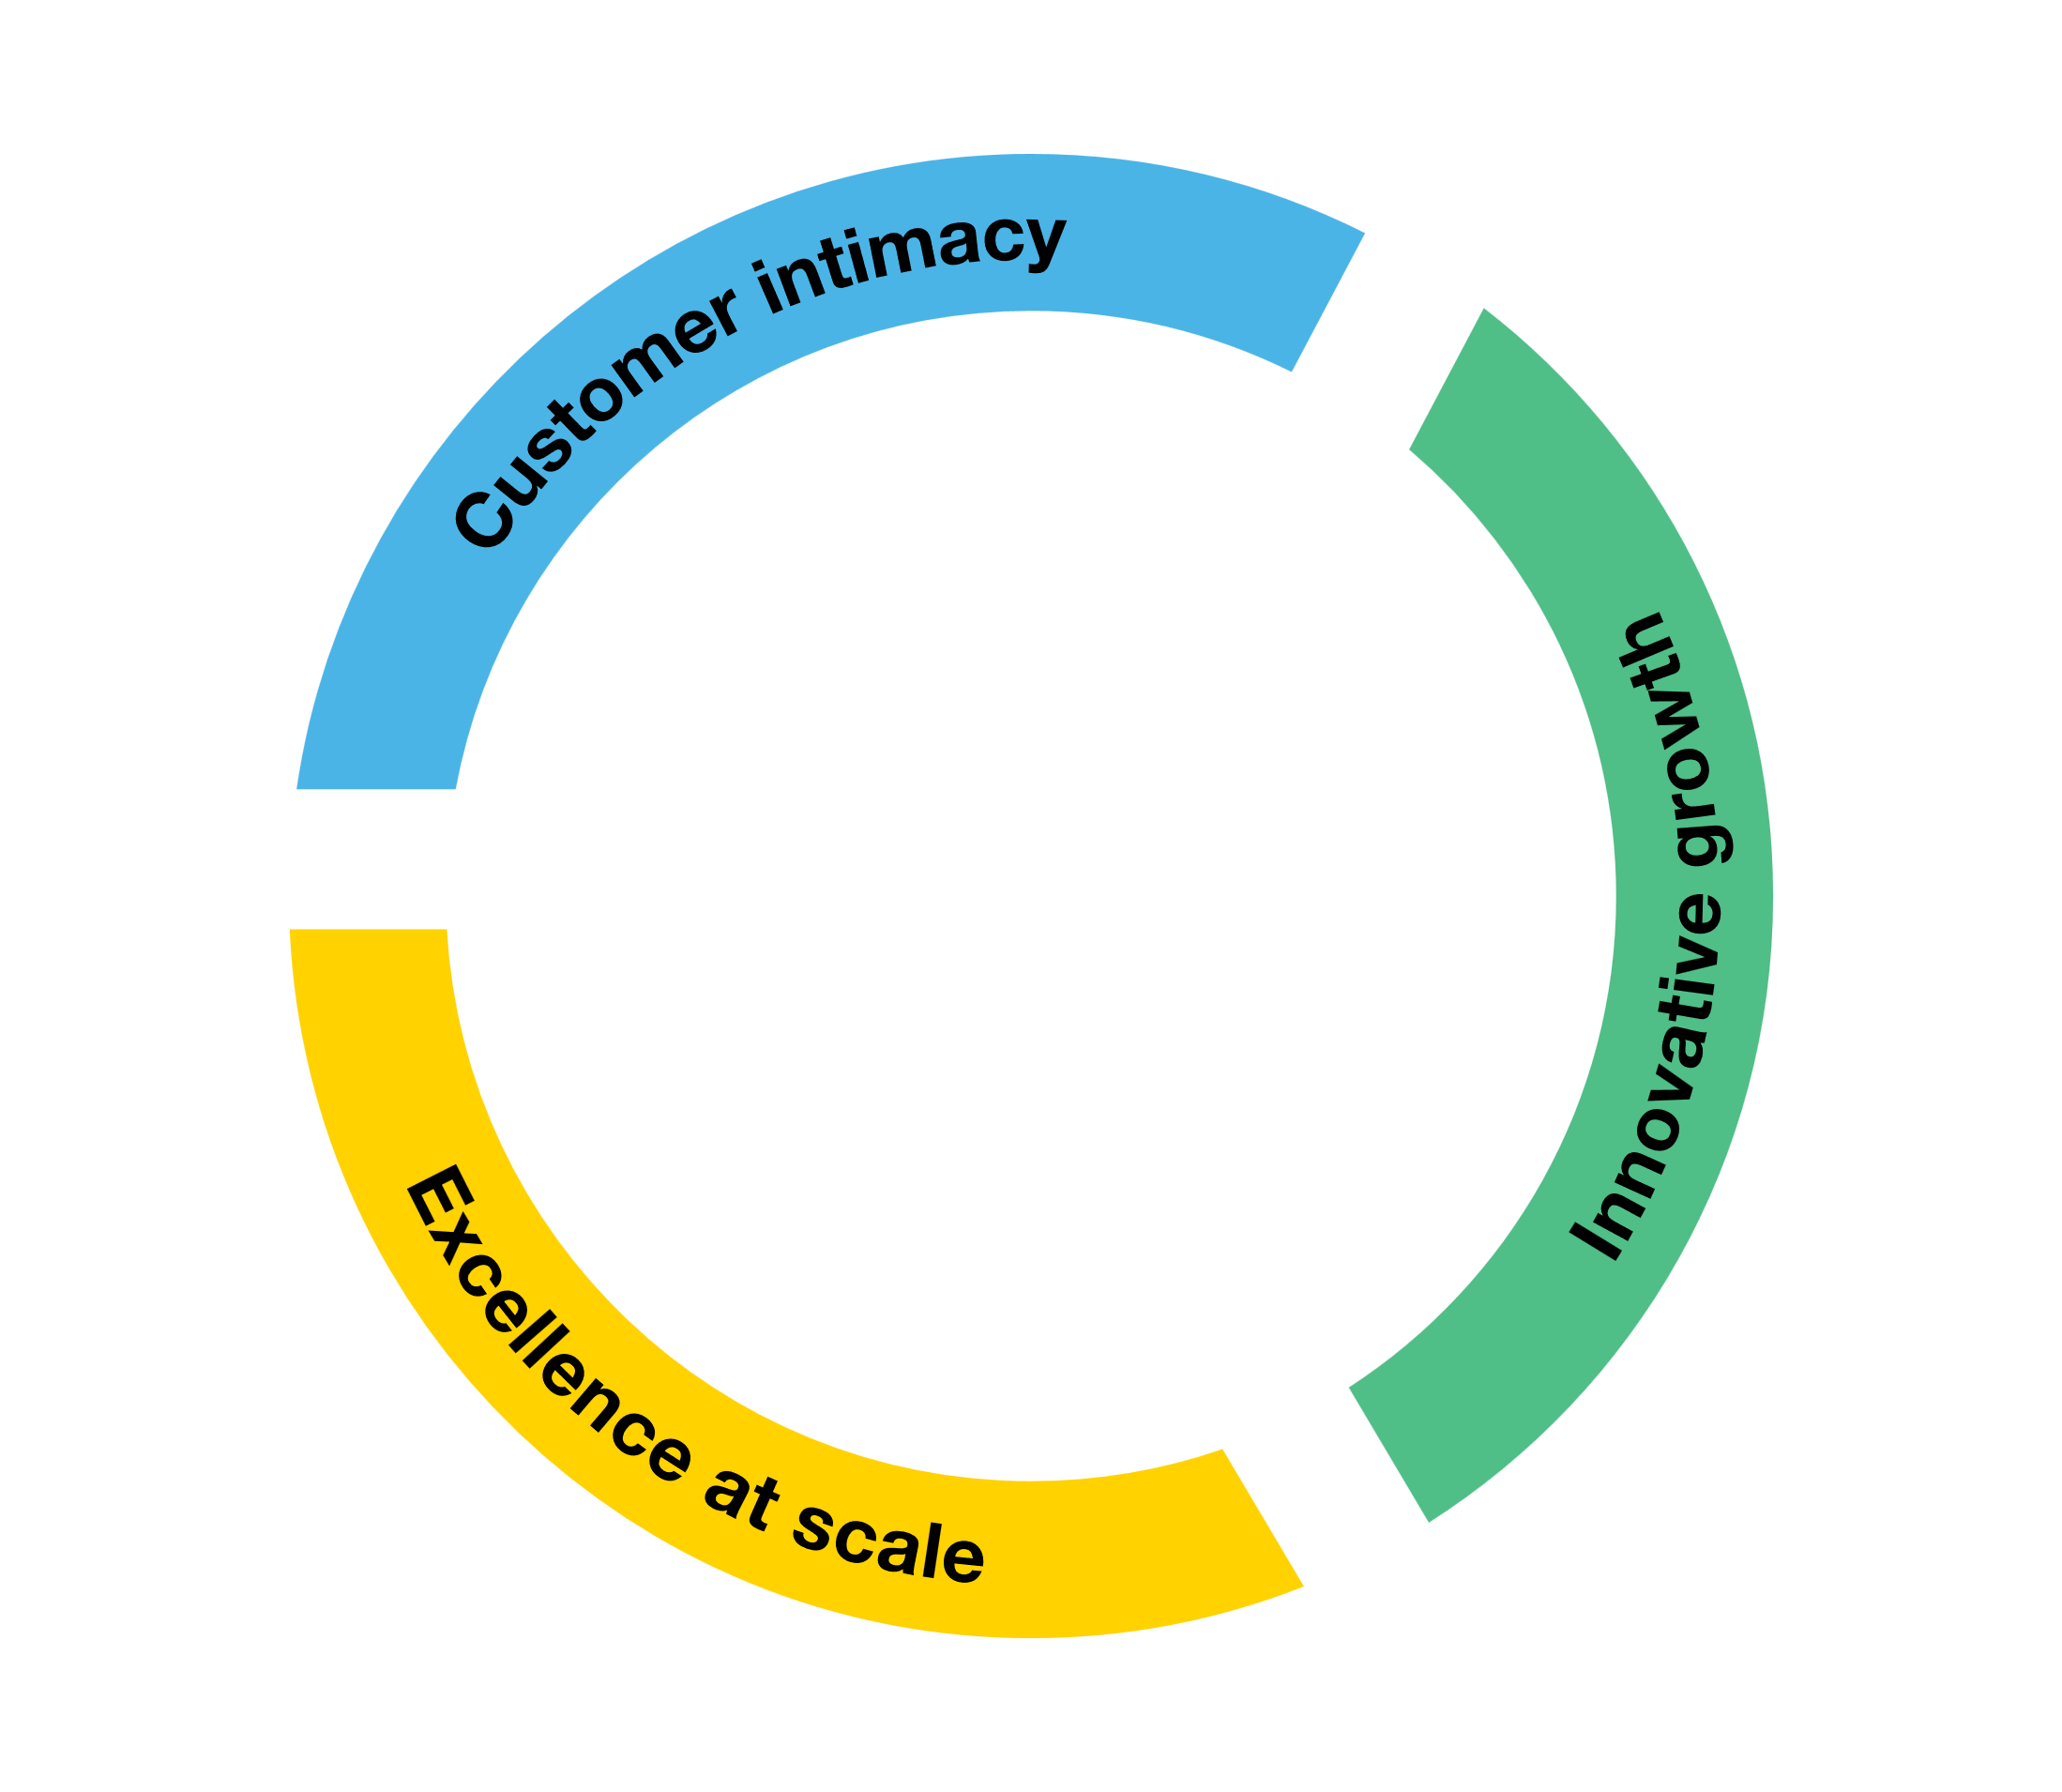 Customer intimacy
Innovative growth
Excellence at scale